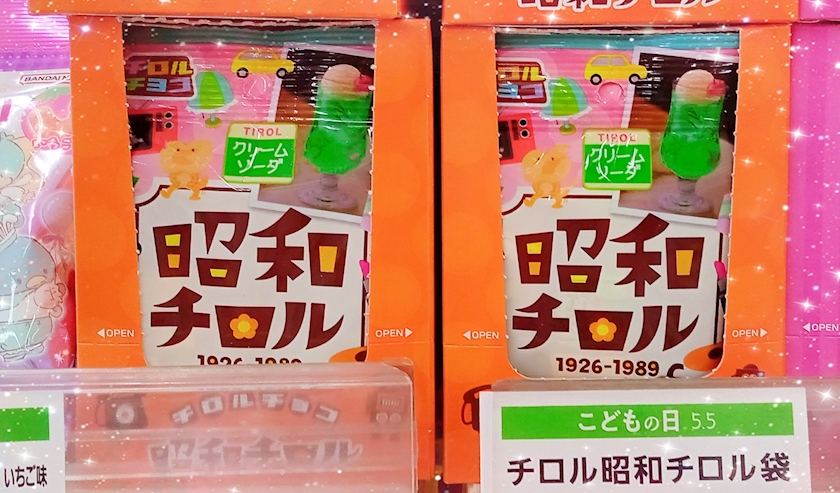 BANDAI
チロル
チョコ
TIROL
クリーム
ソーダ
昭和
チロル
1926-1989
OPEN
OPEN
チロル
チョコ
TIROL
クリーム
ソーダ
昭和
チロル
1926-1989
OPEN
OPEN
OPEN
チロルチョコ
昭和チロル
いちご味
こどもの日 5.5
チロル昭和チロル袋